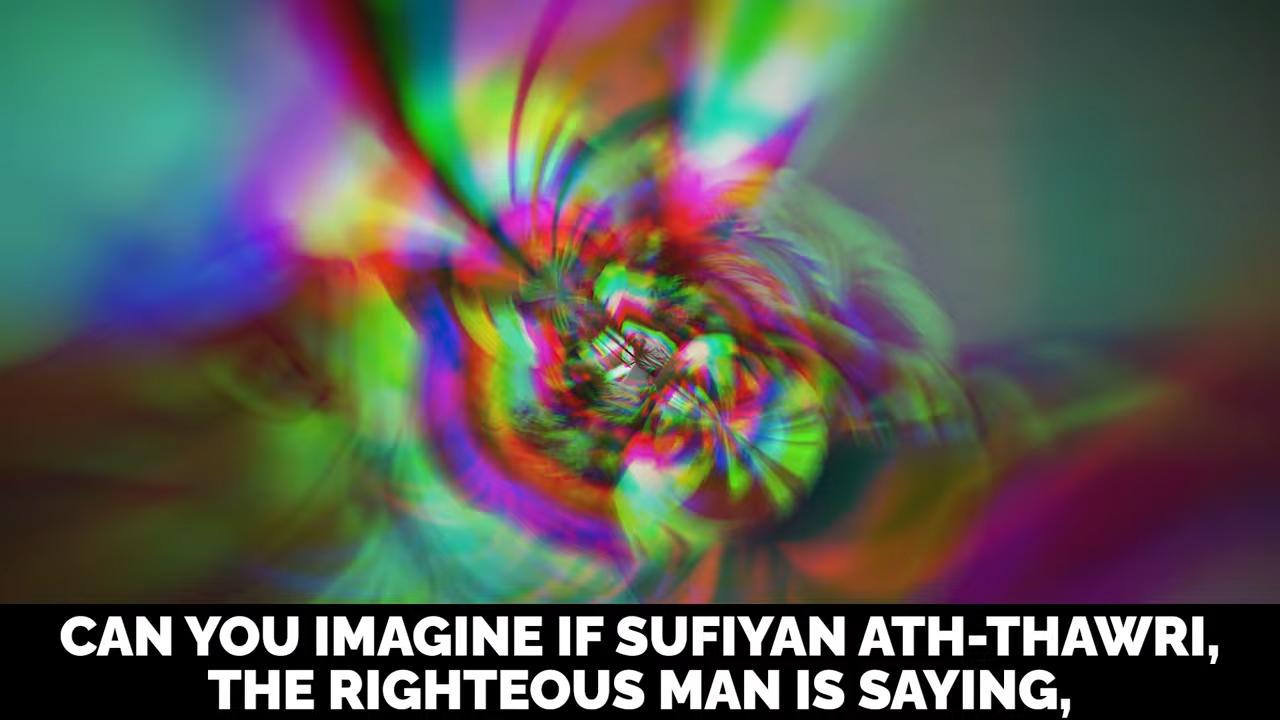 CAN YOU IMAGINE IF SUFIYAN ATH-THAWRI,
THE RIGHTEOUS MAN IS SAYING,